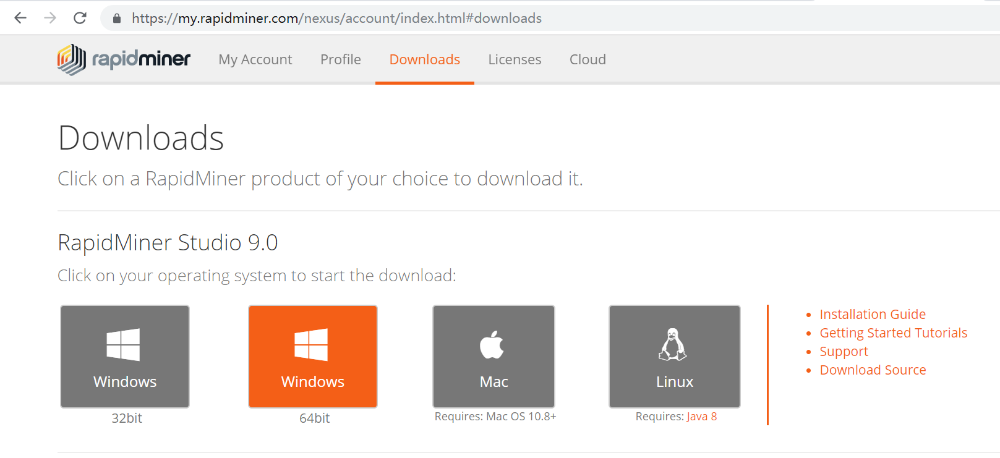 https://my.rapidminer.com/nexus/account/index.html#downloads
rapidminer My Account Profile Downloads Licenses Cloud
Downloads
Click on a RapidMiner product of your choice to download it.
RapidMiner Studio 9.0
Click on your operating system to start the download:
Windows
32bit
Windows
64bit
Mac
Requires: Mac OS 10.8+
Linux
Requires: Java 8
Installation Guide
Getting Started Tutorials
Support
Download Source